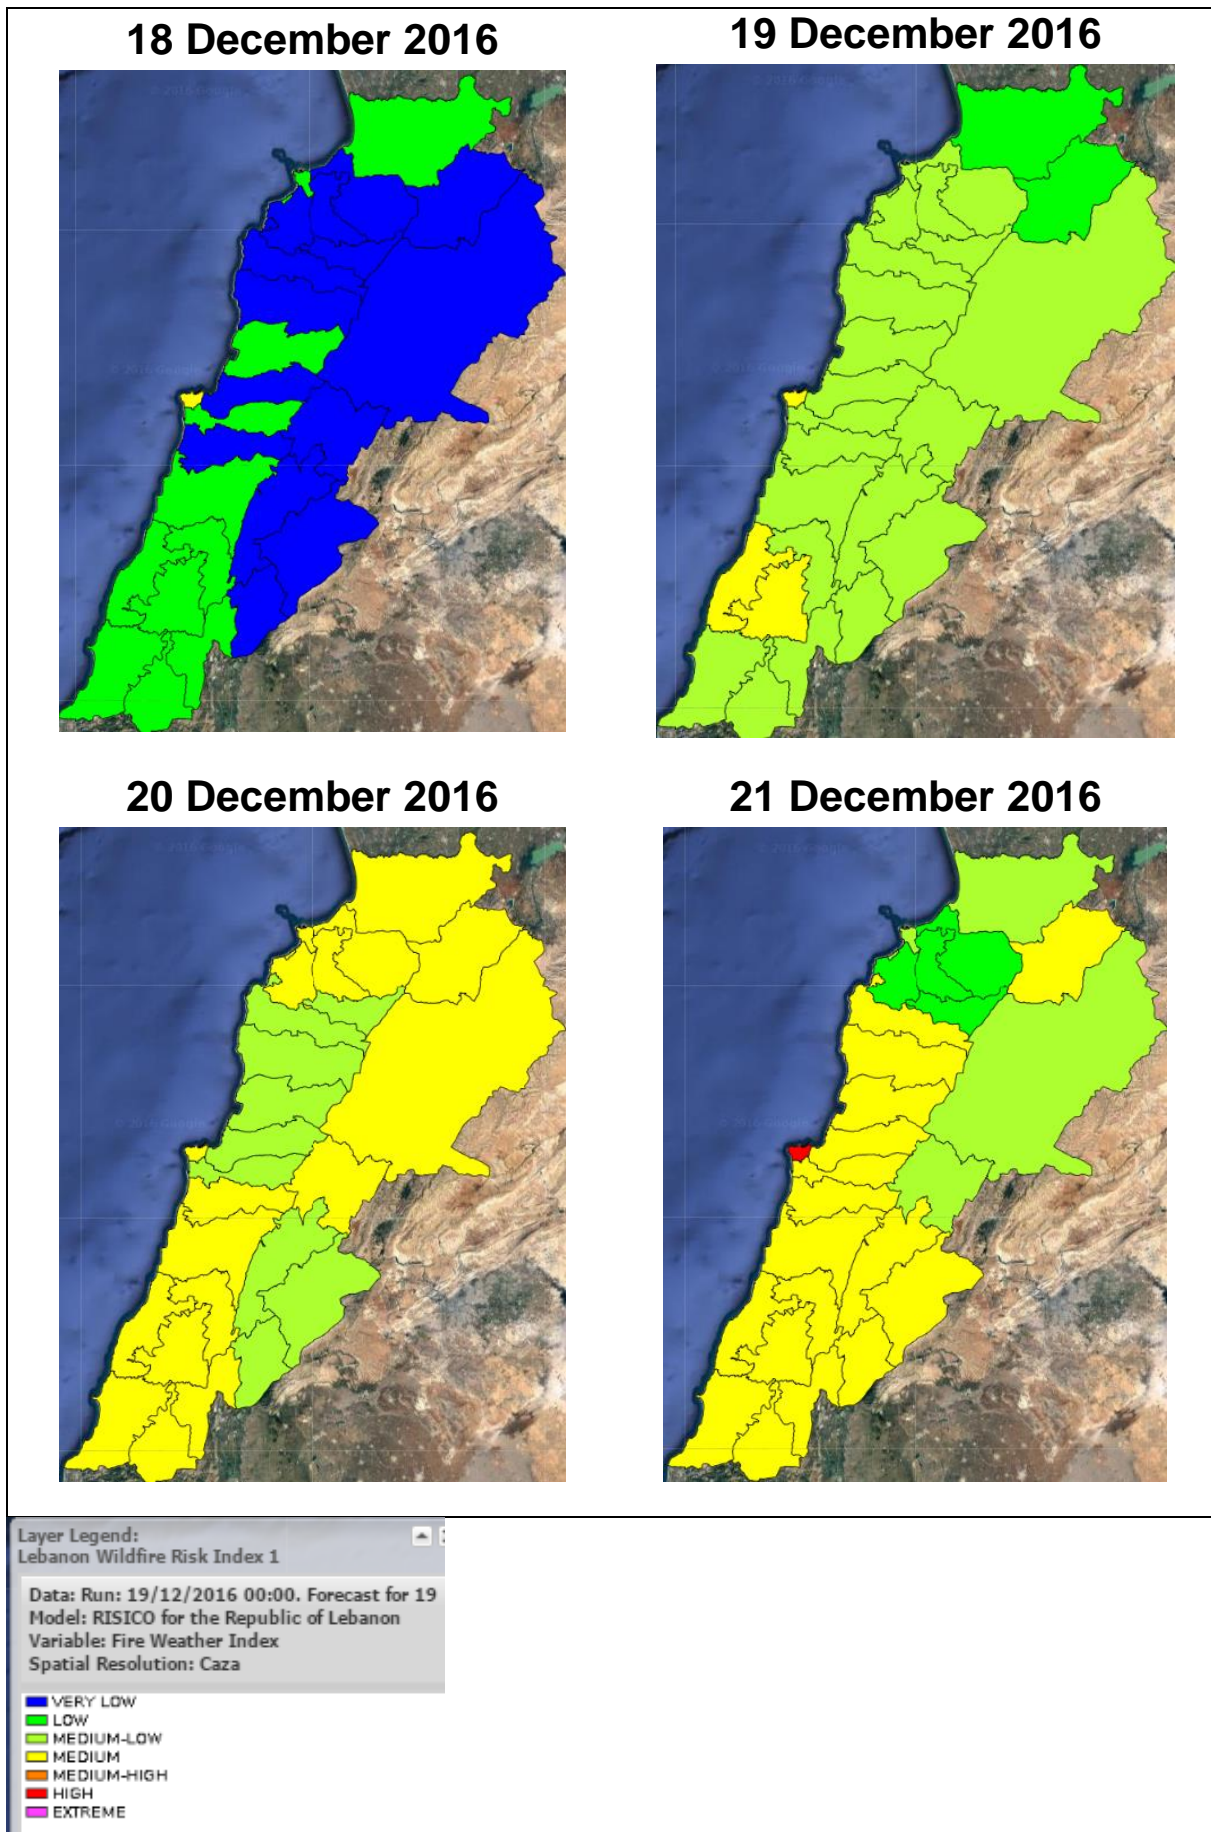 18 December 2016
19 December 2016
© 2016 Google
20 December 2016
21 December 2016
Layer Legend:
Lebanon Wildfire Risk Index 1
Data: Run: 19/12/2016 00:00. Forecast for 19
Model: RISICO for the Republic of Lebanon
Variable: Fire Weather Index
Spatial Resolution: Caza
VERY LOW
LOW
MEDIUM-LOW
MEDIUM
MEDIUM-HIGH
HIGH
EXTREME